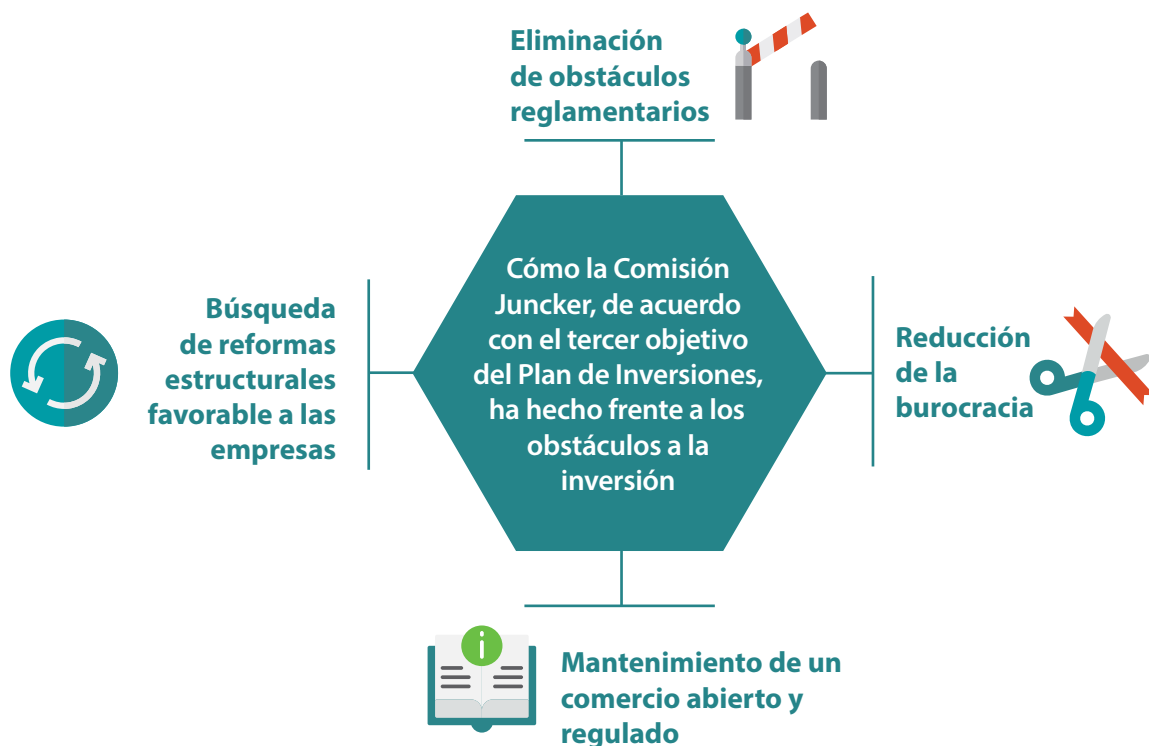 Eliminación
de obstáculos
reglamentarios
Cómo la Comisión
Juncker, de acuerdo
con el tercer objetivo
del Plan de Inversiones,
ha hecho frente a los
obstáculos a la
inversión
Búsqueda
de reformas
estructurales
favorable a las
empresas
Reducción
de la
burocracia
i
Mantenimiento de un
comercio abierto y
regulado